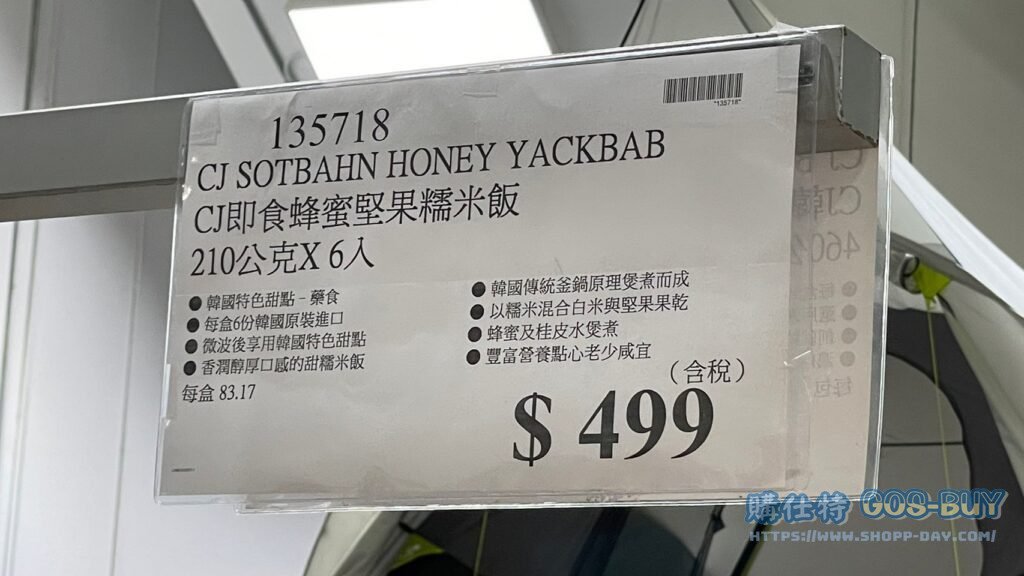 *135718*
135718
CJ SOTBAHN HONEY YACKBAB
CJ即食蜂蜜堅果糯米飯
210公克X 6入
● 韓國特色甜點 - 藥食
● 每盒6份韓國原裝進口
● 微波後享用韓國特色甜點
● 香潤醇厚口感的甜糯米飯
每盒 83.17
● 韓國傳統釜鍋原理煲煮而成
● 以糯米混合白米與堅果果乾
● 蜂蜜及桂皮水煲煮
● 豐富營養點心老少咸宜
（含稅）
$ 499
購仕特 GOS-BUY
HTTPS://WWW.SHOPP-DAY.COM/